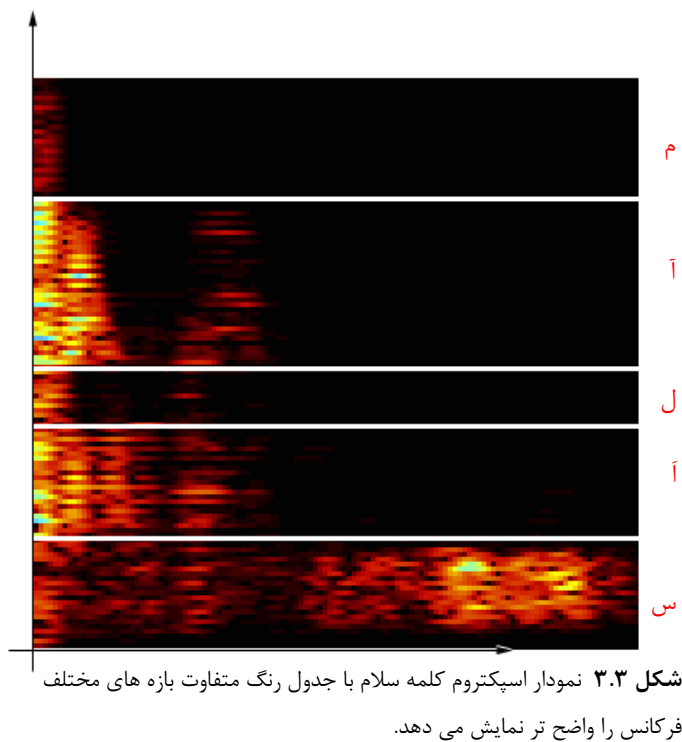 م
آ
ل
اَ
س
شکل ۳.۳ نمودار اسپکتروم کلمه سلام با جدول رنگ متفاوت بازه های مختلف
فرکانس را واضح تر نمایش می دهد.